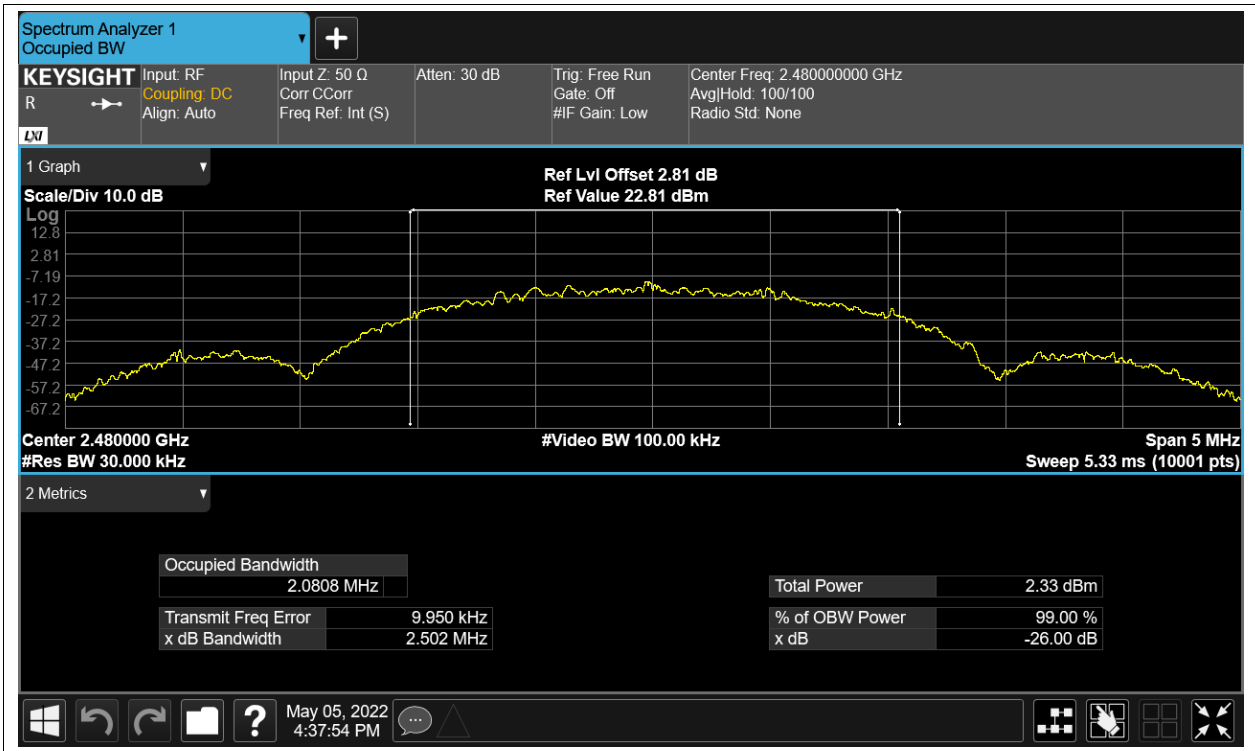 Spectrum Analyzer 1
Occupied BW
KEYSIGHT Input: RF Input Z: 50 Ω Atten: 30 dB Trig: Free Run Center Freq: 2.480000000 GHz
R Coupling: DC Corr CCorr Gate: Off Avg|Hold: 100/100
Align: Auto Freq Ref: Int (S) #IF Gain: Low Radio Std: None
LXI
1 Graph
Ref Lvl Offset 2.81 dB
Scale/Div 10.0 dB Ref Value 22.81 dBm
Log
12.8
2.81
-7.19
-17.2
-27.2
-37.2
-47.2
-57.2
-67.2
Center 2.480000 GHz #Video BW 100.00 kHz Span 5 MHz
#Res BW 30.000 kHz Sweep 5.33 ms (10001 pts)
2 Metrics
Occupied Bandwidth
2.0808 MHz Total Power 2.33 dBm
Transmit Freq Error 9.950 kHz % of OBW Power 99.00 %
x dB Bandwidth 2.502 MHz x dB -26.00 dB
? May 05, 2022
4:37:54 PM